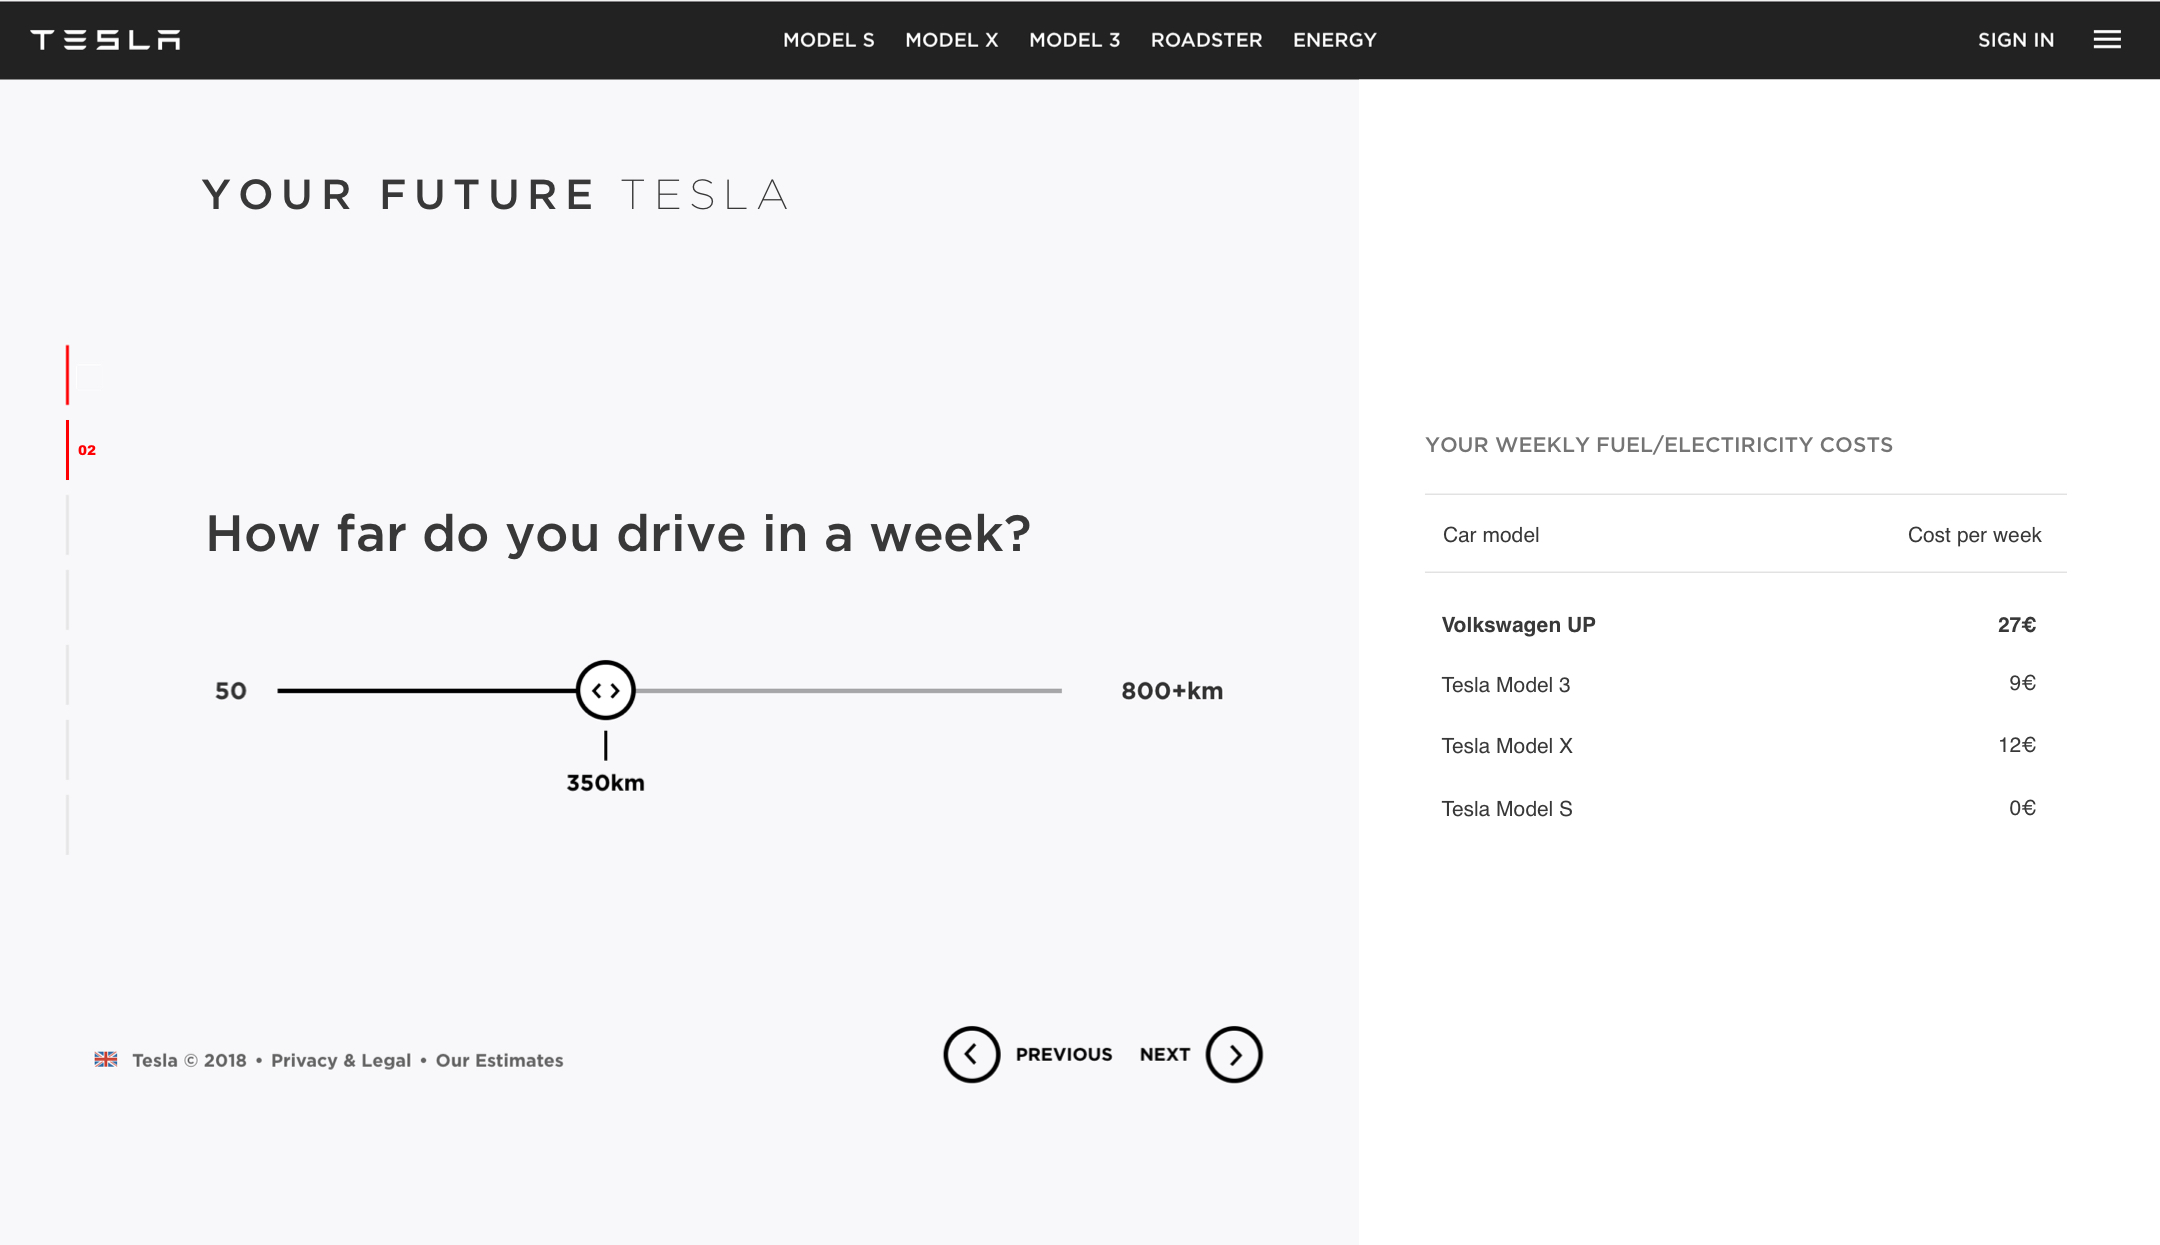 TESLA
MODEL S MODEL X MODEL 3 ROADSTER ENERGY
SIGN IN
YOUR FUTURE TESLA
02
How far do you drive in a week?
50
800+km
350km
Tesla © 2018 • Privacy & Legal • Our Estimates
PREVIOUS NEXT
YOUR WEEKLY FUEL/ELECTIRICITY COSTS
Car model Cost per week
Volkswagen UP 27€
Tesla Model 3 9€
Tesla Model X 12€
Tesla Model S 0€